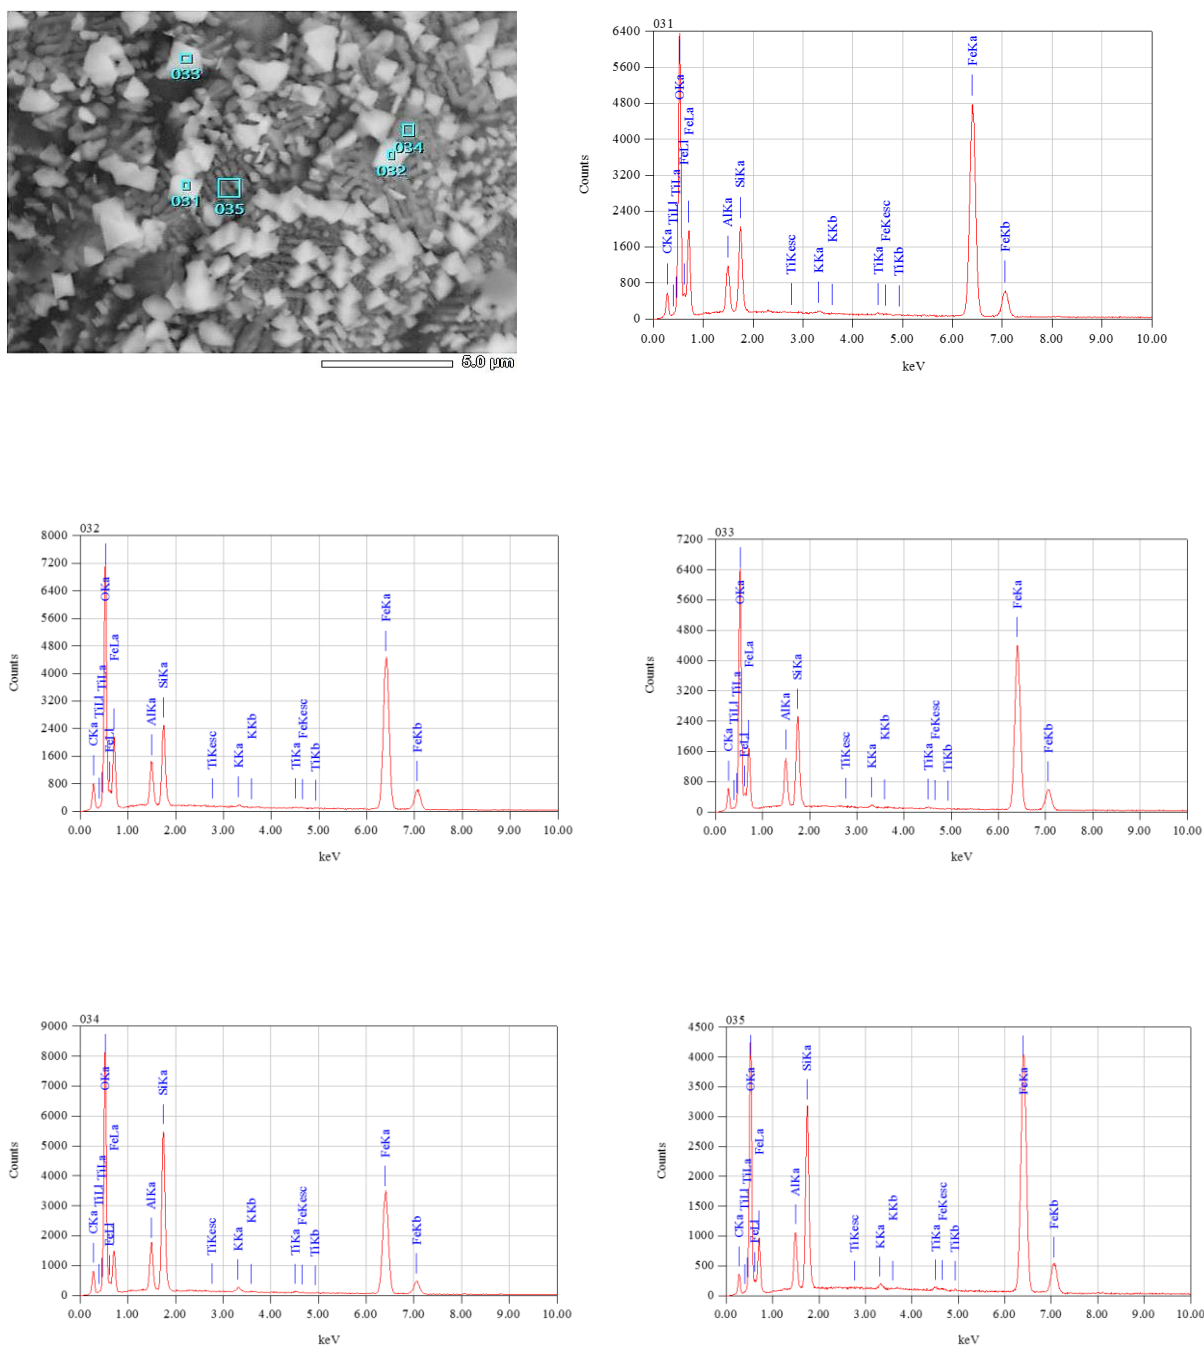 033
034
032
031
035
5.0 µm
031
6400
5600
4800
4000
3200
2400
1600
800
0
Counts
CKa
TiLl
TiLa
OKa
FeLl
FeLa
AlKa
SiKa
TiKesc
KKa
KKb
TiKa
FeKesc
TiKb
FeKa
FeKb
0.00 1.00 2.00 3.00 4.00 5.00 6.00 7.00 8.00 9.00 10.00
keV
032
8000
7200
6400
5600
4800
4000
3200
2400
1600
800
0
Counts
CKa
TiLl
TiLa
OKa
FeLl
FeLa
AlKa
SiKa
TiKesc
KKa
KKb
TiKa
FeKesc
TiKb
FeKa
FeKb
0.00 1.00 2.00 3.00 4.00 5.00 6.00 7.00 8.00 9.00 10.00
keV
033
7200
6400
5600
4800
4000
3200
2400
1600
800
0
Counts
CKa
TiLl
TiLa
OKa
FeLl
FeLa
AlKa
SiKa
TiKesc
KKa
KKb
TiKa
FeKesc
TiKb
FeKa
FeKb
0.00 1.00 2.00 3.00 4.00 5.00 6.00 7.00 8.00 9.00 10.00
keV
034
9000
8000
7000
6000
5000
4000
3000
2000
1000
0
Counts
CKa
TiLl
TiLa
OKa
FeLl
FeLa
AlKa
SiKa
TiKesc
KKa
KKb
TiKa
FeKesc
TiKb
FeKa
FeKb
0.00 1.00 2.00 3.00 4.00 5.00 6.00 7.00 8.00 9.00 10.00
keV
035
4500
4000
3500
3000
2500
2000
1500
1000
500
0
Counts
CKa
TiLl
TiLa
OKa
FeLl
FeLa
AlKa
SiKa
TiKesc
KKa
KKb
TiKa
FeKesc
TiKb
FeKa
FeKb
0.00 1.00 2.00 3.00 4.00 5.00 6.00 7.00 8.00 9.00 10.00
keV